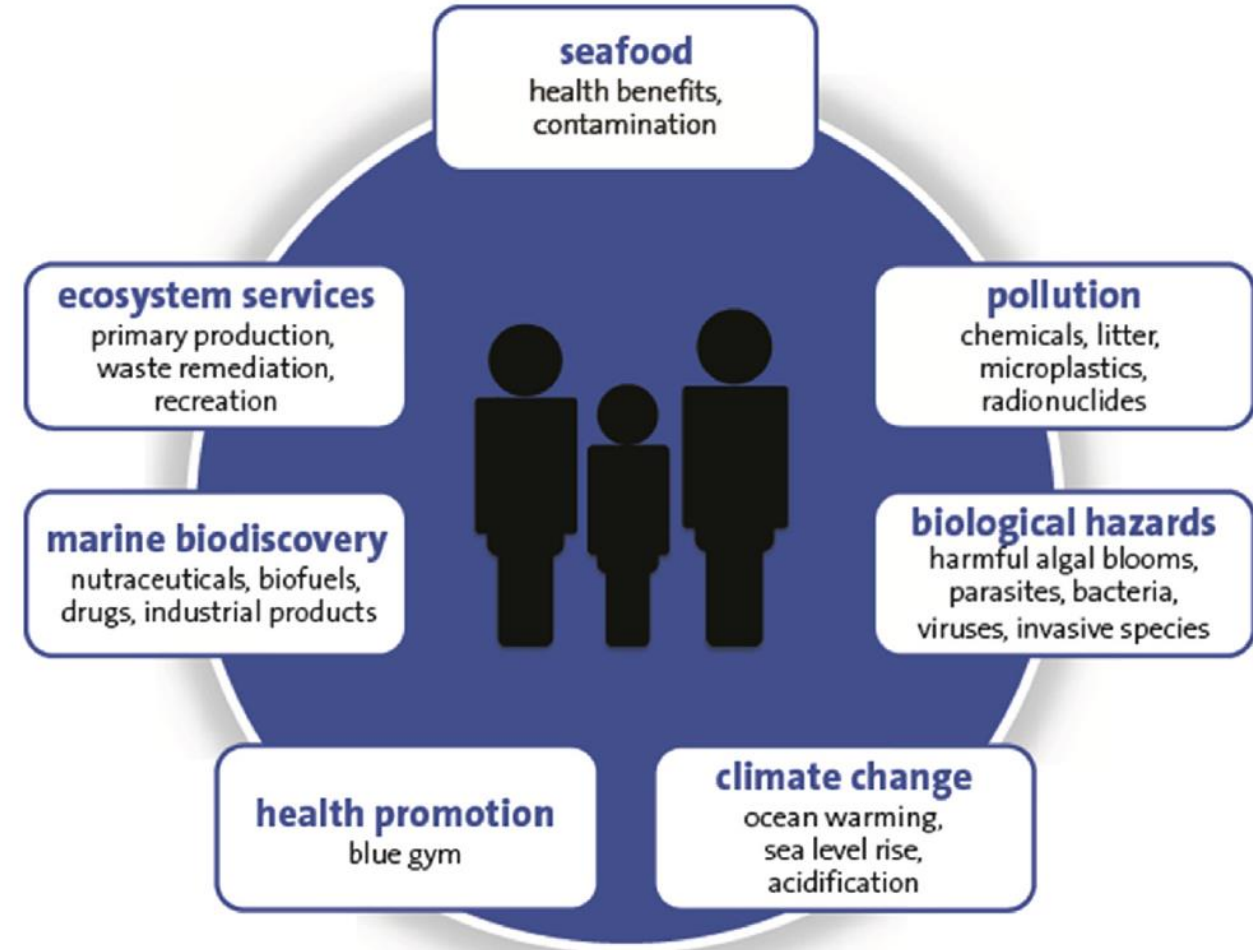 seafood
health benefits,
contamination
ecosystem services
primary production,
waste remediation,
recreation
pollution
chemicals, litter,
microplastics,
radionuclides
marine biodiscovery
nutraceuticals, biofuels,
drugs, industrial products
biological hazards
harmful algal blooms,
parasites, bacteria,
viruses, invasive species
health promotion
blue gym
climate change
ocean warming,
sea level rise,
acidification